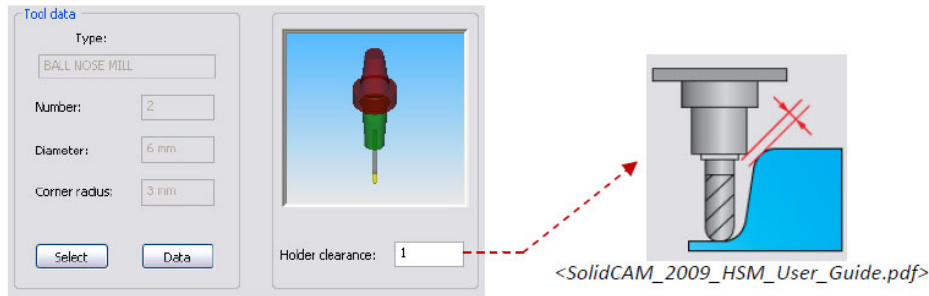 Tool data
Type:
BALL NOSE MILL
Number: 2
Diameter: 6 mm
Corner radius: 3 mm
Select Data
Holder clearance: 1
<SolidCAM_2009_HSM_User_Guide.pdf>